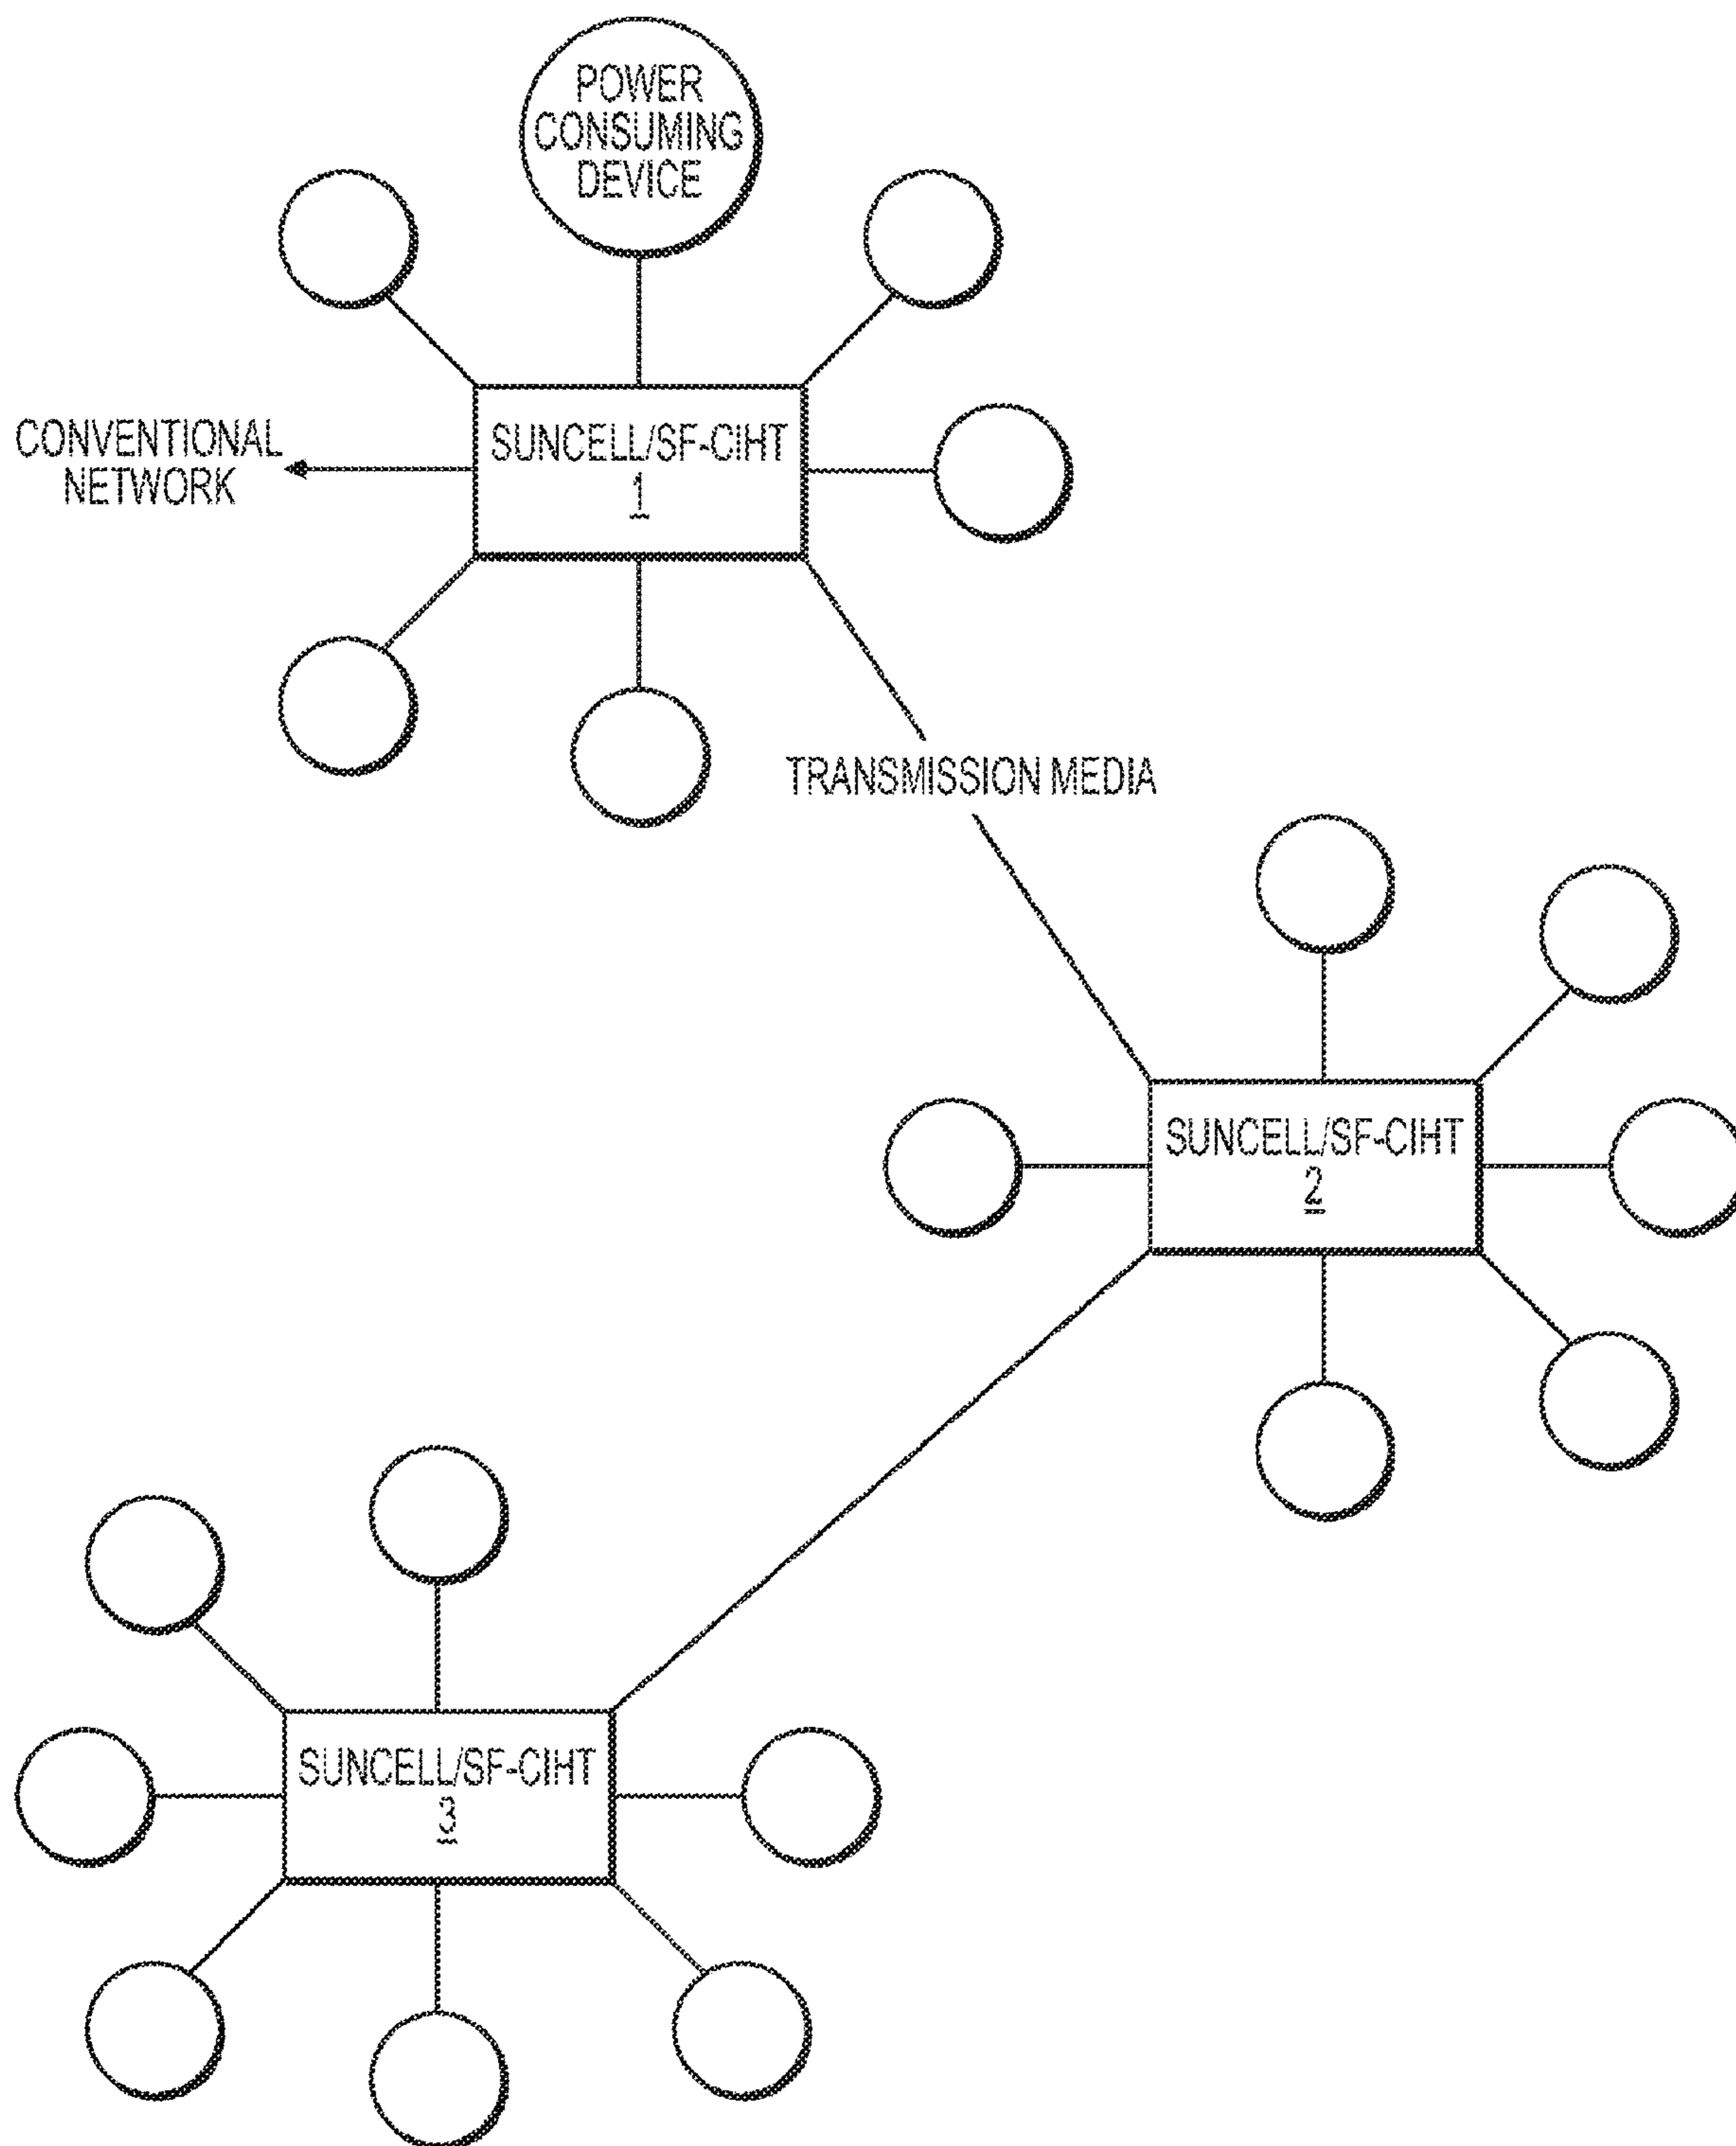 POWER
CONSUMING
DEVICE
CONVENTIONAL
NETWORK
SUNCELL/SF-CIHT
1
TRANSMISSION MEDIA
SUNCELL/SF-CIHT
2
SUNCELL/SF-CIHT
3